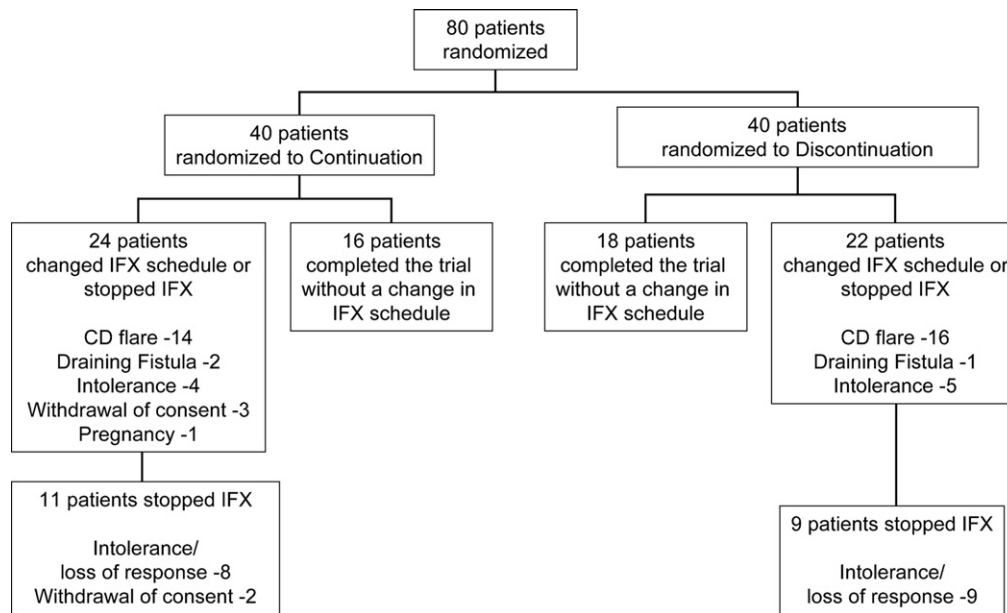 80 patients
randomized
40 patients
randomized to Continuation
40 patients
randomized to Discontinuation
24 patients
changed IFX schedule or
stopped IFX
CD flare -14
Draining Fistula -2
Intolerance -4
Withdrawal of consent -3
Pregnancy -1
16 patients
completed the trial
without a change in
IFX schedule
18 patients
completed the trial
without a change in
IFX schedule
22 patients
changed IFX schedule or
stopped IFX
CD flare -16
Draining Fistula -1
Intolerance -5
11 patients stopped IFX
Intolerance/
loss of response -8
Withdrawal of consent -2
9 patients stopped IFX
Intolerance/
loss of response -9